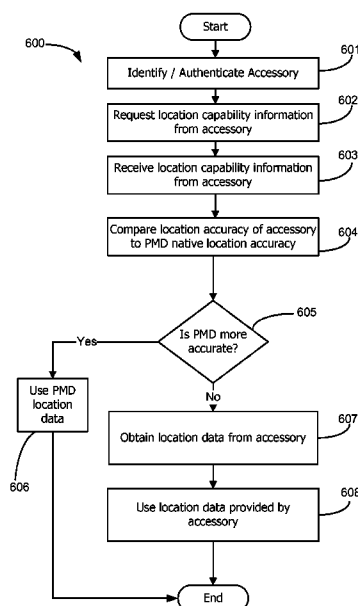 Start
600
601
Identify / Authenticate Accessory
602
Request location capability information
from accessory
603
Receive location capability information
from accessory
Compare location accuracy of accessory
to PMD native location accuracy
604
605
Is PMD more
accurate?
Yes
No
Use PMD
location
data
606
607
Obtain location data from accessory
608
Use location data provided by
accessory
End